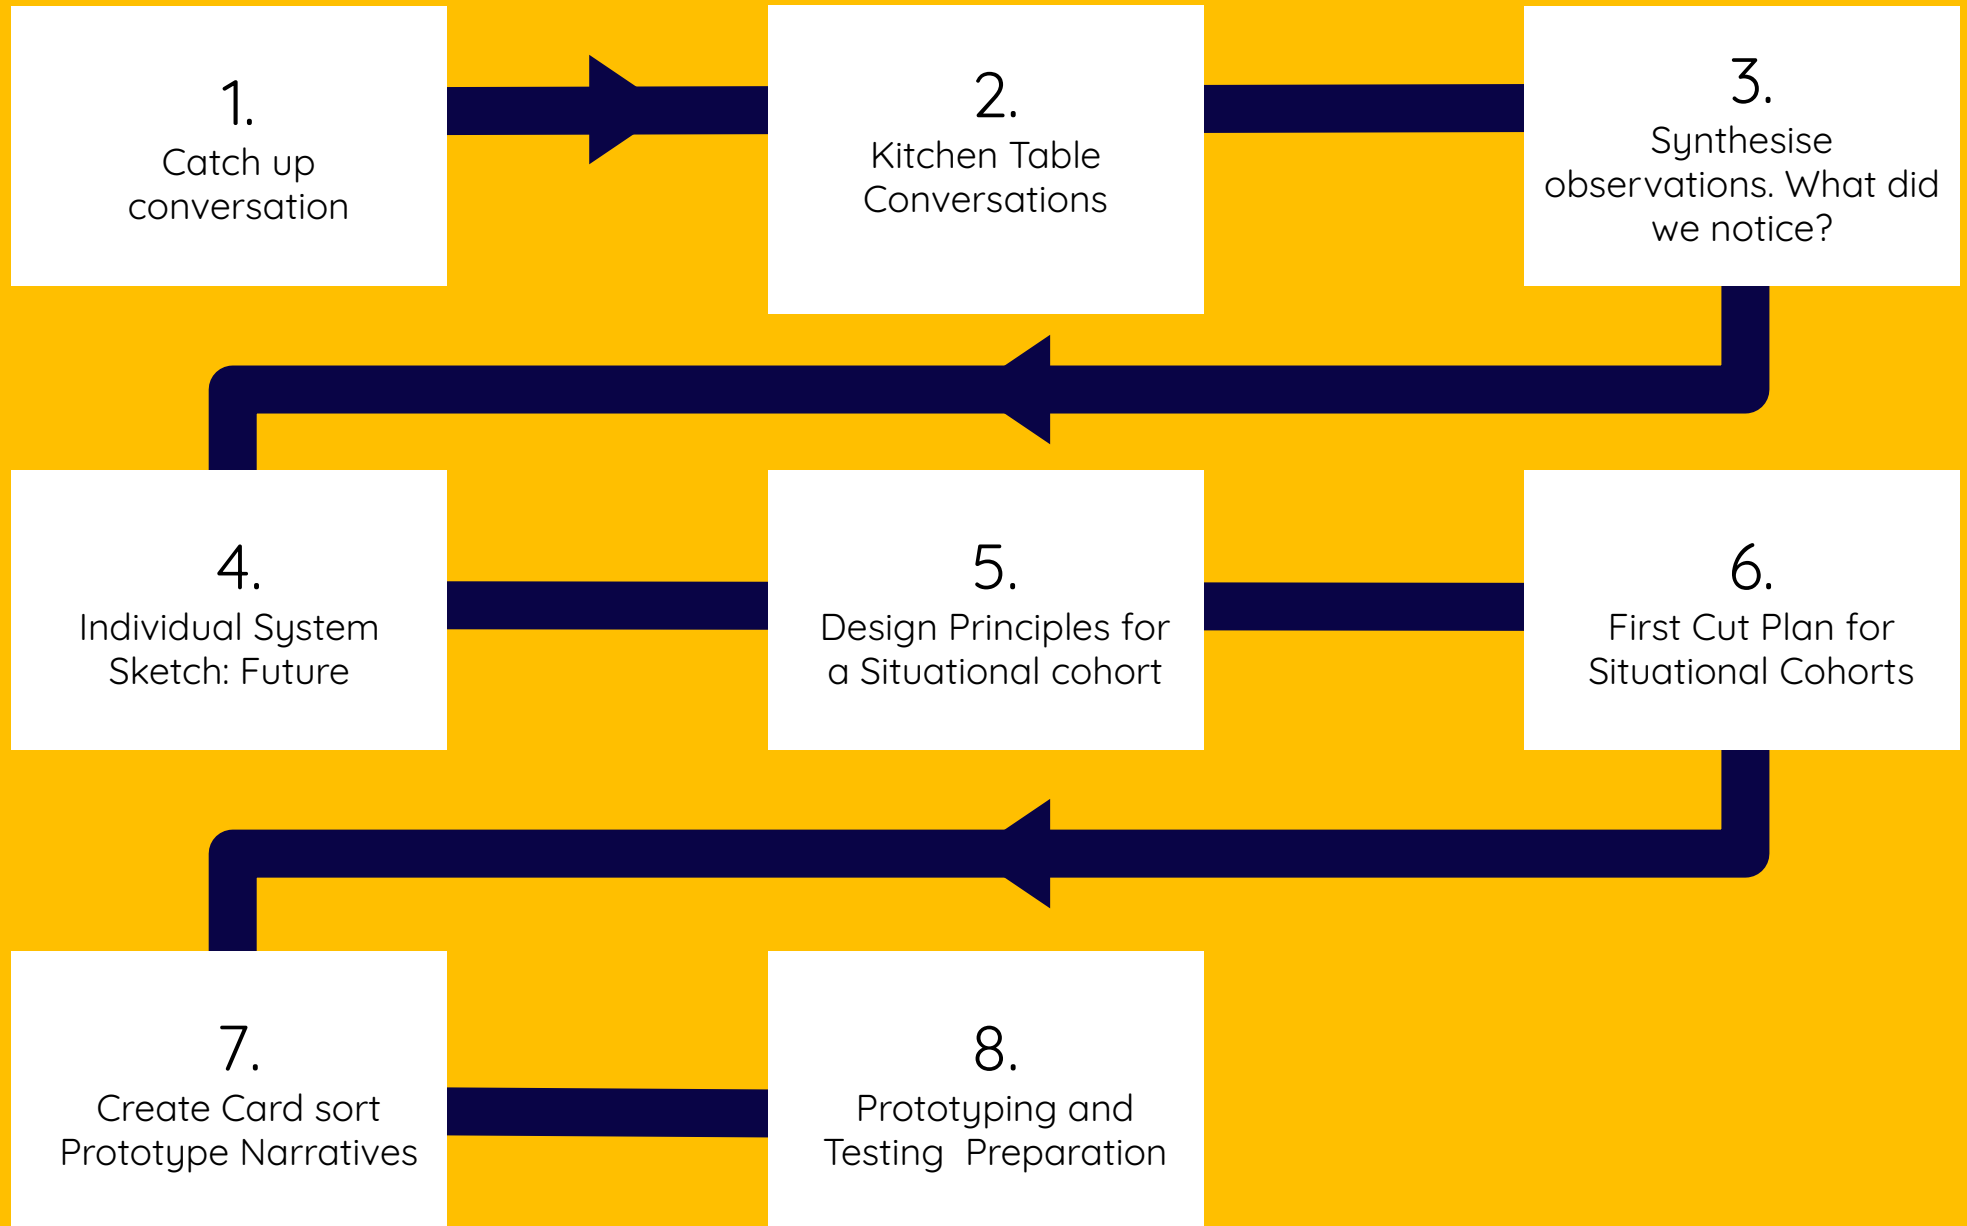 1.
Catch up
conversation
2.
Kitchen Table
Conversations
3.
Synthesise
observations. What did
we notice?
4.
Individual System
Sketch: Future
5.
Design Principles for
a Situational cohort
6.
First Cut Plan for
Situational Cohorts
7.
Create Card sort
Prototype Narratives
8.
Prototyping and
Testing  Preparation